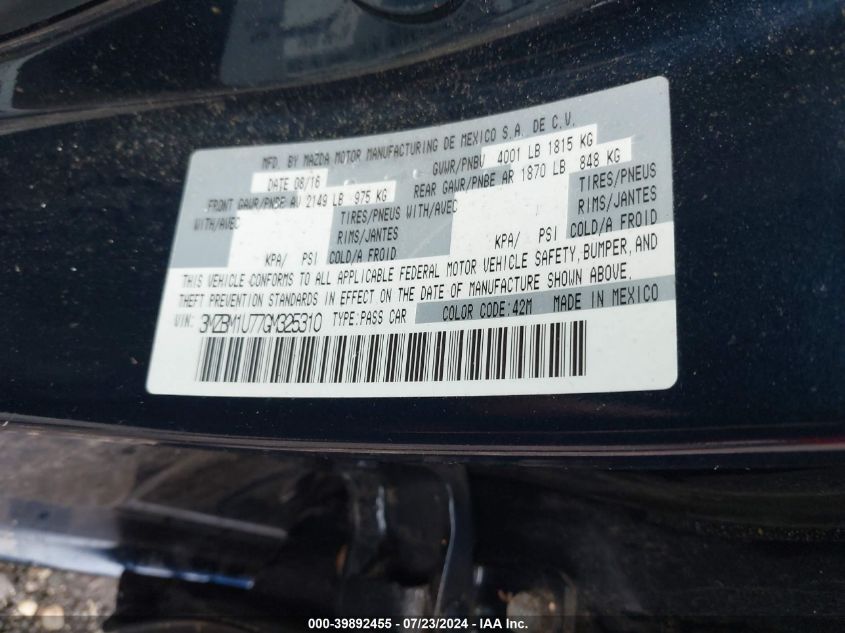 MFD. BY MAZDA MOTOR MANUFACTURING DE MEXICO S.A. DE C.V.
DATE 08/16 GVWR/PNBV 4001 LB 1815 KG
FRONT GAWR/PNBE AV 2149 LB 975 KG REAR GAWR/PNBE AR 1870 LB 848 KG
WITH/AVEC TIRES/PNEUS WITH/AVEC TIRES/PNEUS
RIMS/JANTES RIMS/JANTES
KPA/ PSI COLD/A FROID KPA/ PSI COLD/A FROID
THIS VEHICLE CONFORMS TO ALL APPLICABLE FEDERAL MOTOR VEHICLE SAFETY, BUMPER, AND
THEFT PREVENTION STANDARDS IN EFFECT ON THE DATE OF MANUFACTURE SHOWN ABOVE.
VIN: 3MZBM1U77GM325310 TYPE:PASS CAR COLOR CODE:42M MADE IN MEXICO
000-39892455 - 07/23/2024 - IAA Inc.